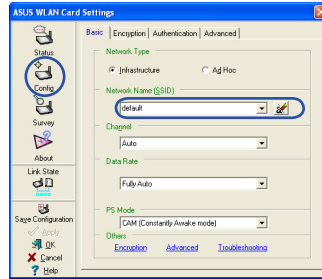 ASUS WLAN Card Settings
Status
Config
Survey
About
Link State
Save Configuration
Apply
OK
Cancel
Help
Basic
Encryption
Authentication
Advanced
Network Type
Infrastructure
Ad Hoc
Network Name (SSID)
default
Channel
Auto
Data Rate
Fully Auto
PS Mode
CAM (Constantly Awake mode)
Others
Encryption
Advanced
Troubleshooting